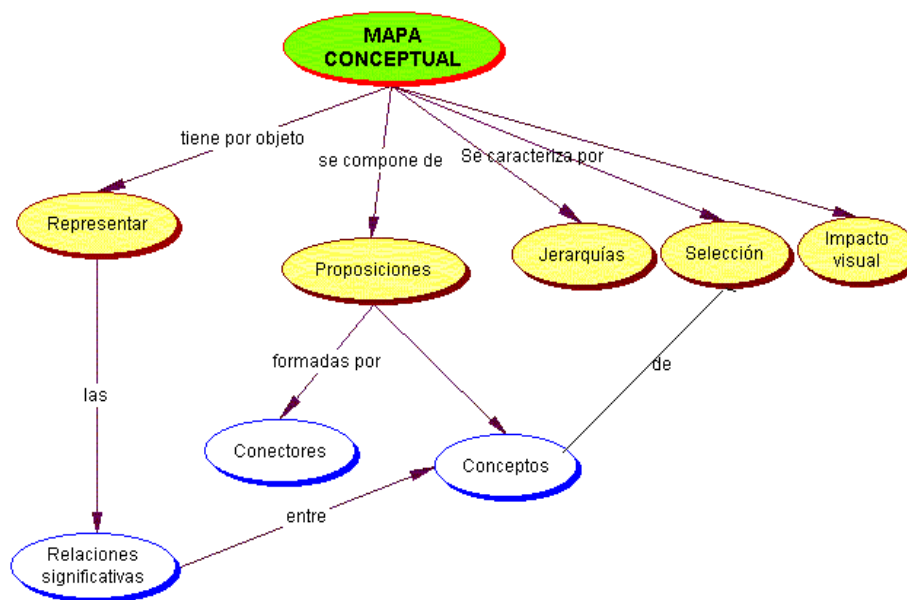 MAPA
CONCEPTUAL
tiene por objeto
se compone de
Se caracteriza por
Representar
Proposiciones
Jerarquías
Selección
Impacto
visual
formadas por
las
de
Conectores
Conceptos
entre
Relaciones
significativas